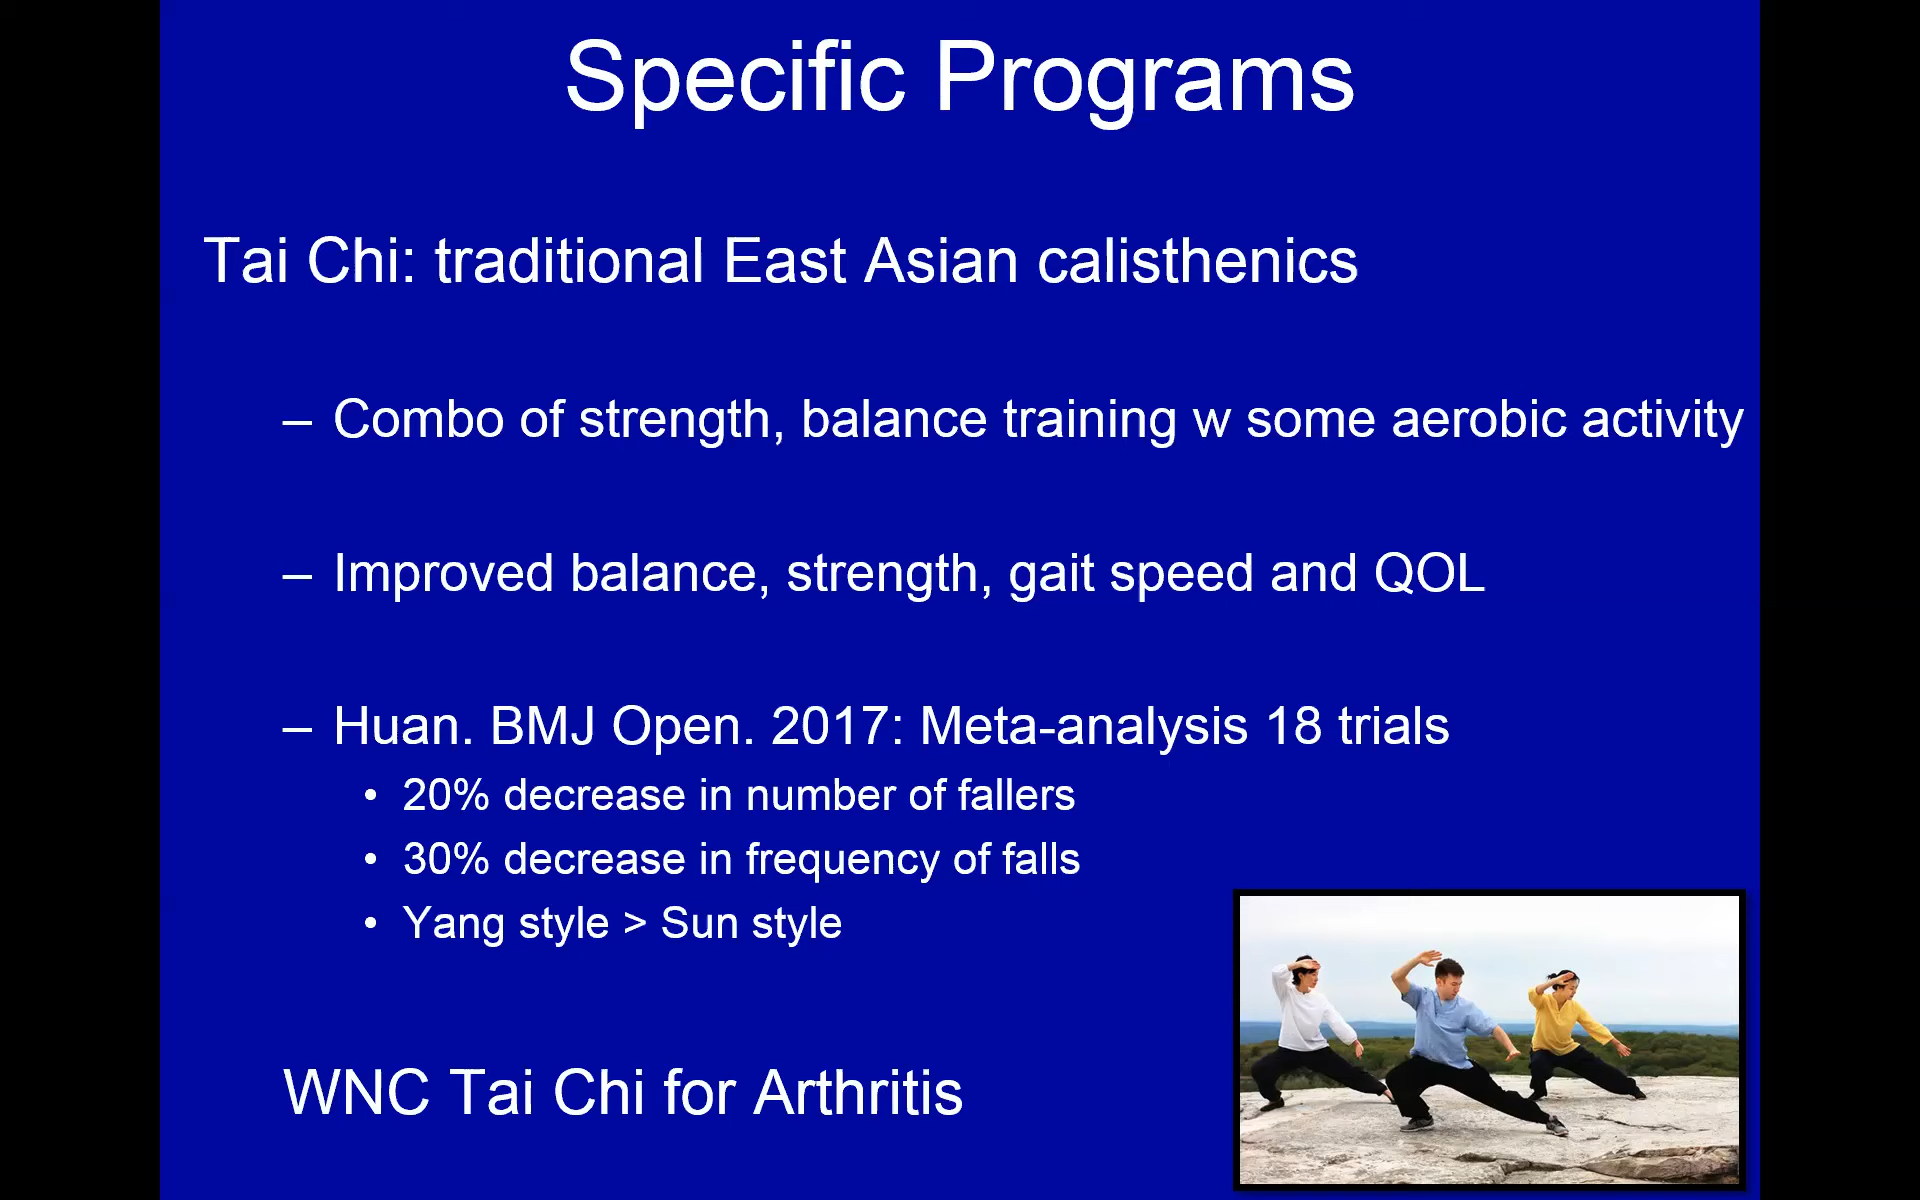 Specific Programs
Tai Chi: traditional East Asian calisthenics
– Combo of strength, balance training w some aerobic activity
– Improved balance, strength, gait speed and QOL
– Huan. BMJ Open. 2017: Meta-analysis 18 trials
• 20% decrease in number of fallers
• 30% decrease in frequency of falls
• Yang style > Sun style
WNC Tai Chi for Arthritis